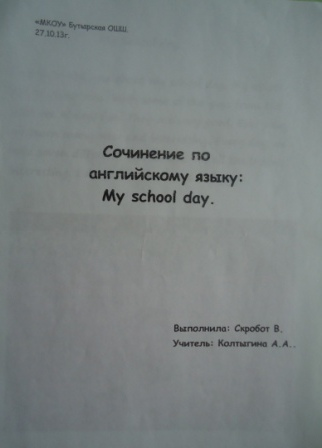 «МКОУ» Бутырская ОШШ.
27.10.13г.
Сочинение по
английскому языку:
My school day.
Выполнила: Скробот В.
Учитель: Колтыгина А.А..